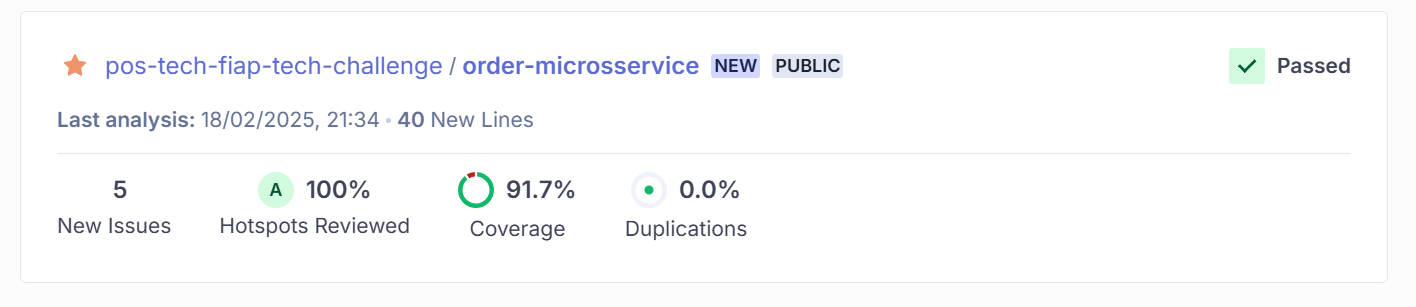 pos-tech-fiap-tech-challenge / order-microsservice NEW PUBLIC Passed
Last analysis: 18/02/2025, 21:34 • 40 New Lines
5 A 100% 91.7% 0.0%
New Issues Hotspots Reviewed Coverage Duplications